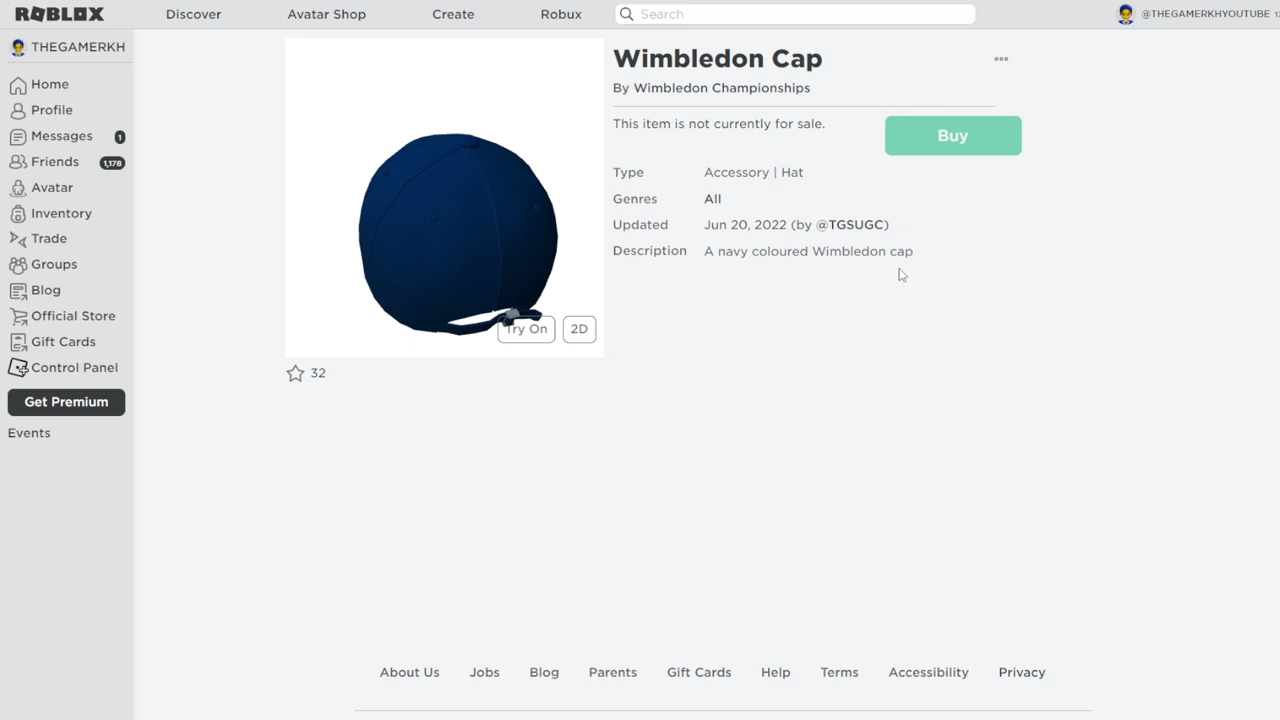 ROBLOX
Discover
Avatar Shop
Create
Robux
Search
@THEGAMERKHYOUTUBE
THEGAMERKH
Home
Profile
Messages 1
Friends 1,178
Avatar
Inventory
Trade
Groups
Blog
Official Store
Gift Cards
Control Panel
Get Premium
Events
Try On
2D
32
Wimbledon Cap
By Wimbledon Championships
This item is not currently for sale.
Buy
Type Accessory | Hat
Genres All
Updated Jun 20, 2022 (by @TGSUGC)
Description A navy coloured Wimbledon cap
About Us Jobs Blog Parents Gift Cards Help Terms Accessibility Privacy